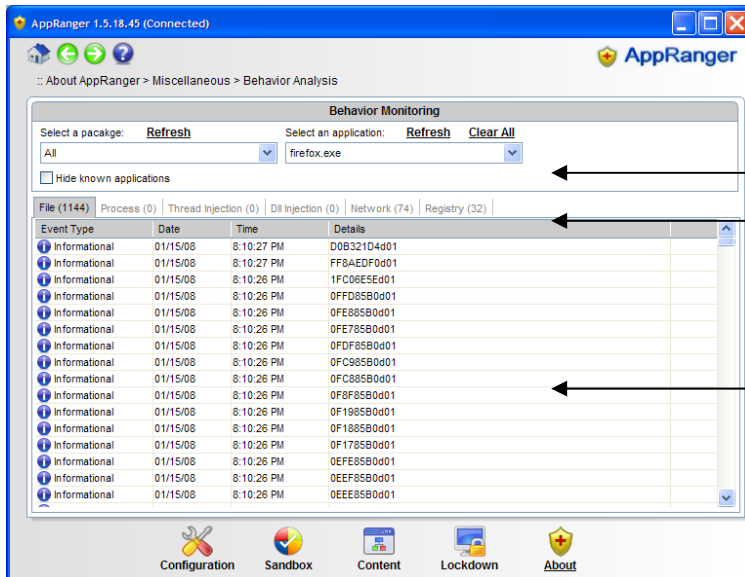 AppRanger 1.5.18.45 (Connected)
AppRanger
:: About AppRanger > Miscellaneous > Behavior Analysis
Behavior Monitoring
Select a pacakge: Refresh Select an application: Refresh Clear All
All firefox.exe
Hide known applications
File (1144) Process (0) Thread Injection (0) Dll Injection (0) Network (74) Registry (32)
Event Type Date Time Details
Informational 01/15/08 8:10:27 PM D0B321D4d01
Informational 01/15/08 8:10:27 PM FF8AEDF0d01
Informational 01/15/08 8:10:26 PM 1FC06E5Ed01
Informational 01/15/08 8:10:26 PM 0FFD85B0d01
Informational 01/15/08 8:10:26 PM 0FE885B0d01
Informational 01/15/08 8:10:26 PM 0FE785B0d01
Informational 01/15/08 8:10:26 PM 0FDF85B0d01
Informational 01/15/08 8:10:26 PM 0FC985B0d01
Informational 01/15/08 8:10:26 PM 0FC885B0d01
Informational 01/15/08 8:10:26 PM 0F8F85B0d01
Informational 01/15/08 8:10:26 PM 0F1985B0d01
Informational 01/15/08 8:10:26 PM 0F1885B0d01
Informational 01/15/08 8:10:26 PM 0F1785B0d01
Informational 01/15/08 8:10:26 PM 0EFE85B0d01
Informational 01/15/08 8:10:26 PM 0EEF85B0d01
Informational 01/15/08 8:10:26 PM 0EEE85B0d01
Configuration Sandbox Content Lockdown About